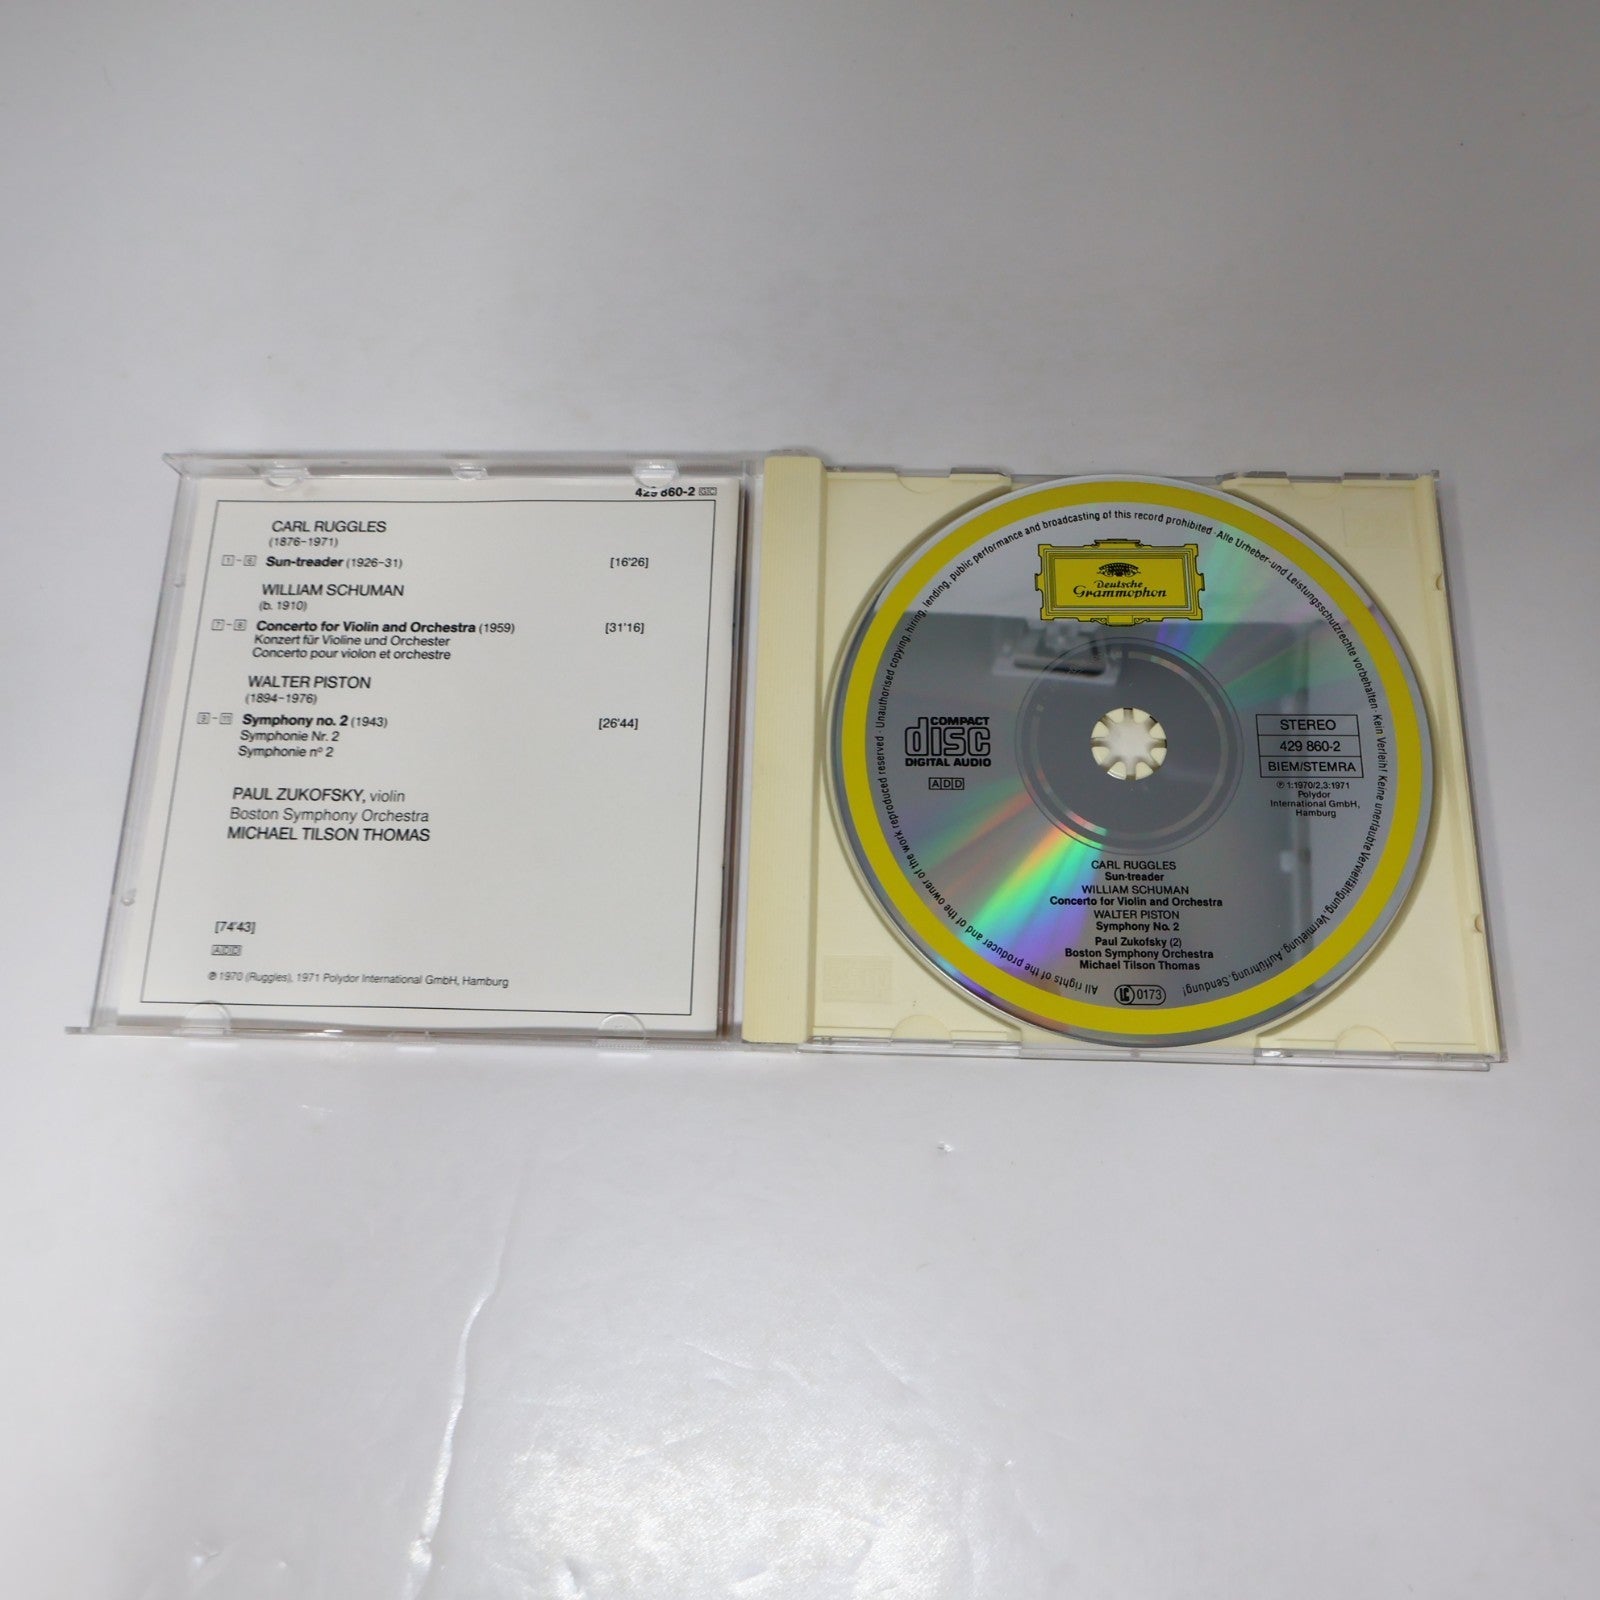 429 860-2 GIC
CARL RUGGLES
(1876–1971)
1 – 6 Sun-treader (1926–31) [16'26]
WILLIAM SCHUMAN
(b. 1910)
7 – 8 Concerto for Violin and Orchestra (1959) [31'16]
Konzert für Violine und Orchester
Concerto pour violon et orchestre
WALTER PISTON
(1894–1976)
9 – 11 Symphony no. 2 (1943) [26'44]
Symphonie Nr. 2
Symphonie nº 2
PAUL ZUKOFSKY, violin
Boston Symphony Orchestra
MICHAEL TILSON THOMAS
[74'43]
ADD
℗ 1970 (Ruggles), 1971 Polydor International GmbH, Hamburg
Deutsche
Grammophon
COMPACT
disc
DIGITAL AUDIO
ADD
STEREO
429 860-2
BIEM/STEMRA
℗ 1:1970/2,3:1971
Polydor
International GmbH,
Hamburg
CARL RUGGLES
Sun-treader
WILLIAM SCHUMAN
Concerto for Violin and Orchestra
WALTER PISTON
Symphony No. 2
Paul Zukofsky (2)
Boston Symphony Orchestra
Michael Tilson Thomas
LC 0173
All rights of the producer and of the owner of the work reproduced reserved · Unauthorised copying, hiring, lending, public performance and broadcasting of this record prohibited · Alle Urheber- und Leistungsschutzrechte vorbehalten · Kein Verleih! Keine unerlaubte Vervielfältigung, Vermietung, Aufführung, Sendung!